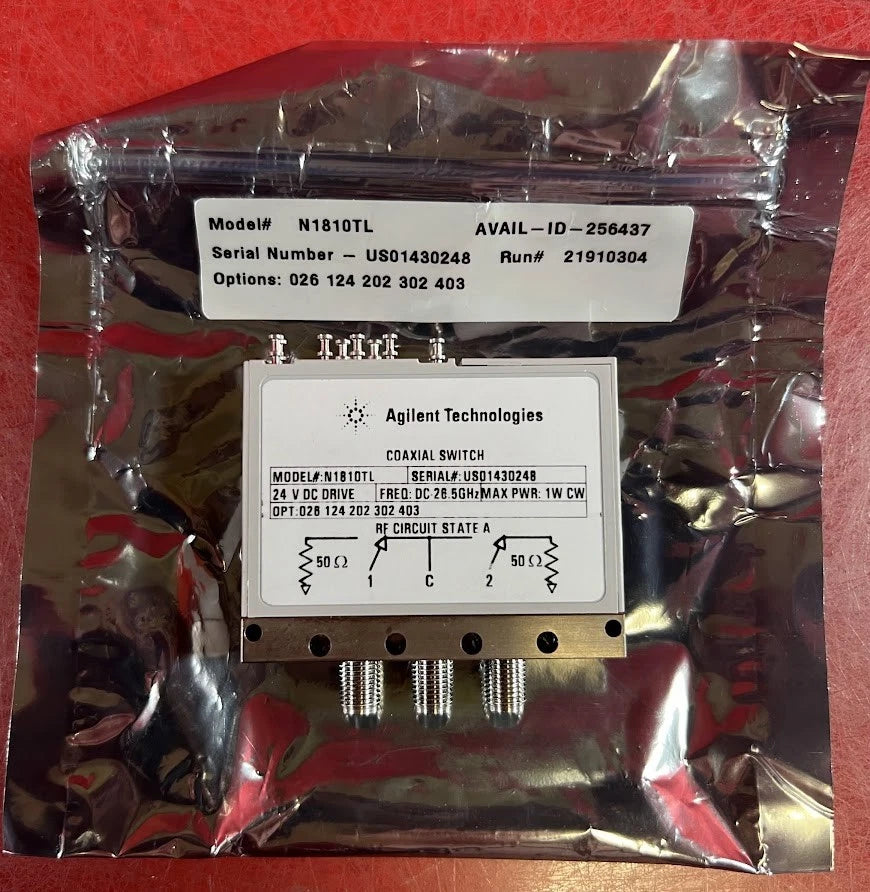 Model# N1810TL AVAIL-ID-256437
Serial Number - US01430248 Run# 21910304
Options: 026 124 202 302 403
Agilent Technologies
COAXIAL SWITCH
MODEL#:N1810TL SERIAL#:US01430248
24 V DC DRIVE FREQ: DC-26.5GHz MAX PWR: 1W CW
OPT:026 124 202 302 403
RF CIRCUIT STATE A
50 Ω 50 Ω
1 C 2